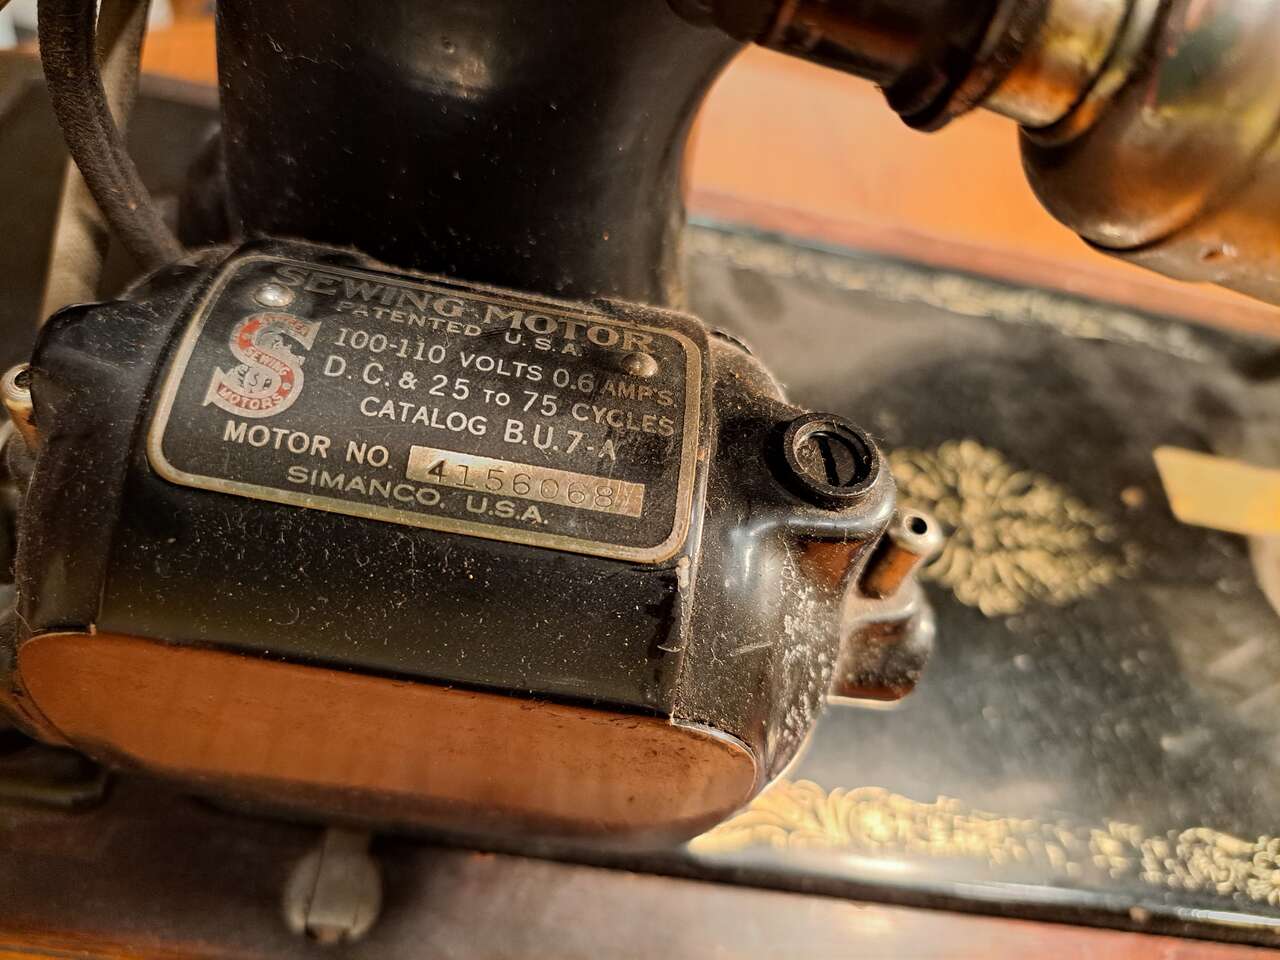 SEWING MOTOR
PATENTED U.S.A
SINGER
SEWING
MOTORS
100-110 VOLTS 0.6 AMPS
D.C. & 25 TO 75 CYCLES
CATALOG B.U.7-A
MOTOR NO. 4156068
SIMANCO. U.S.A.